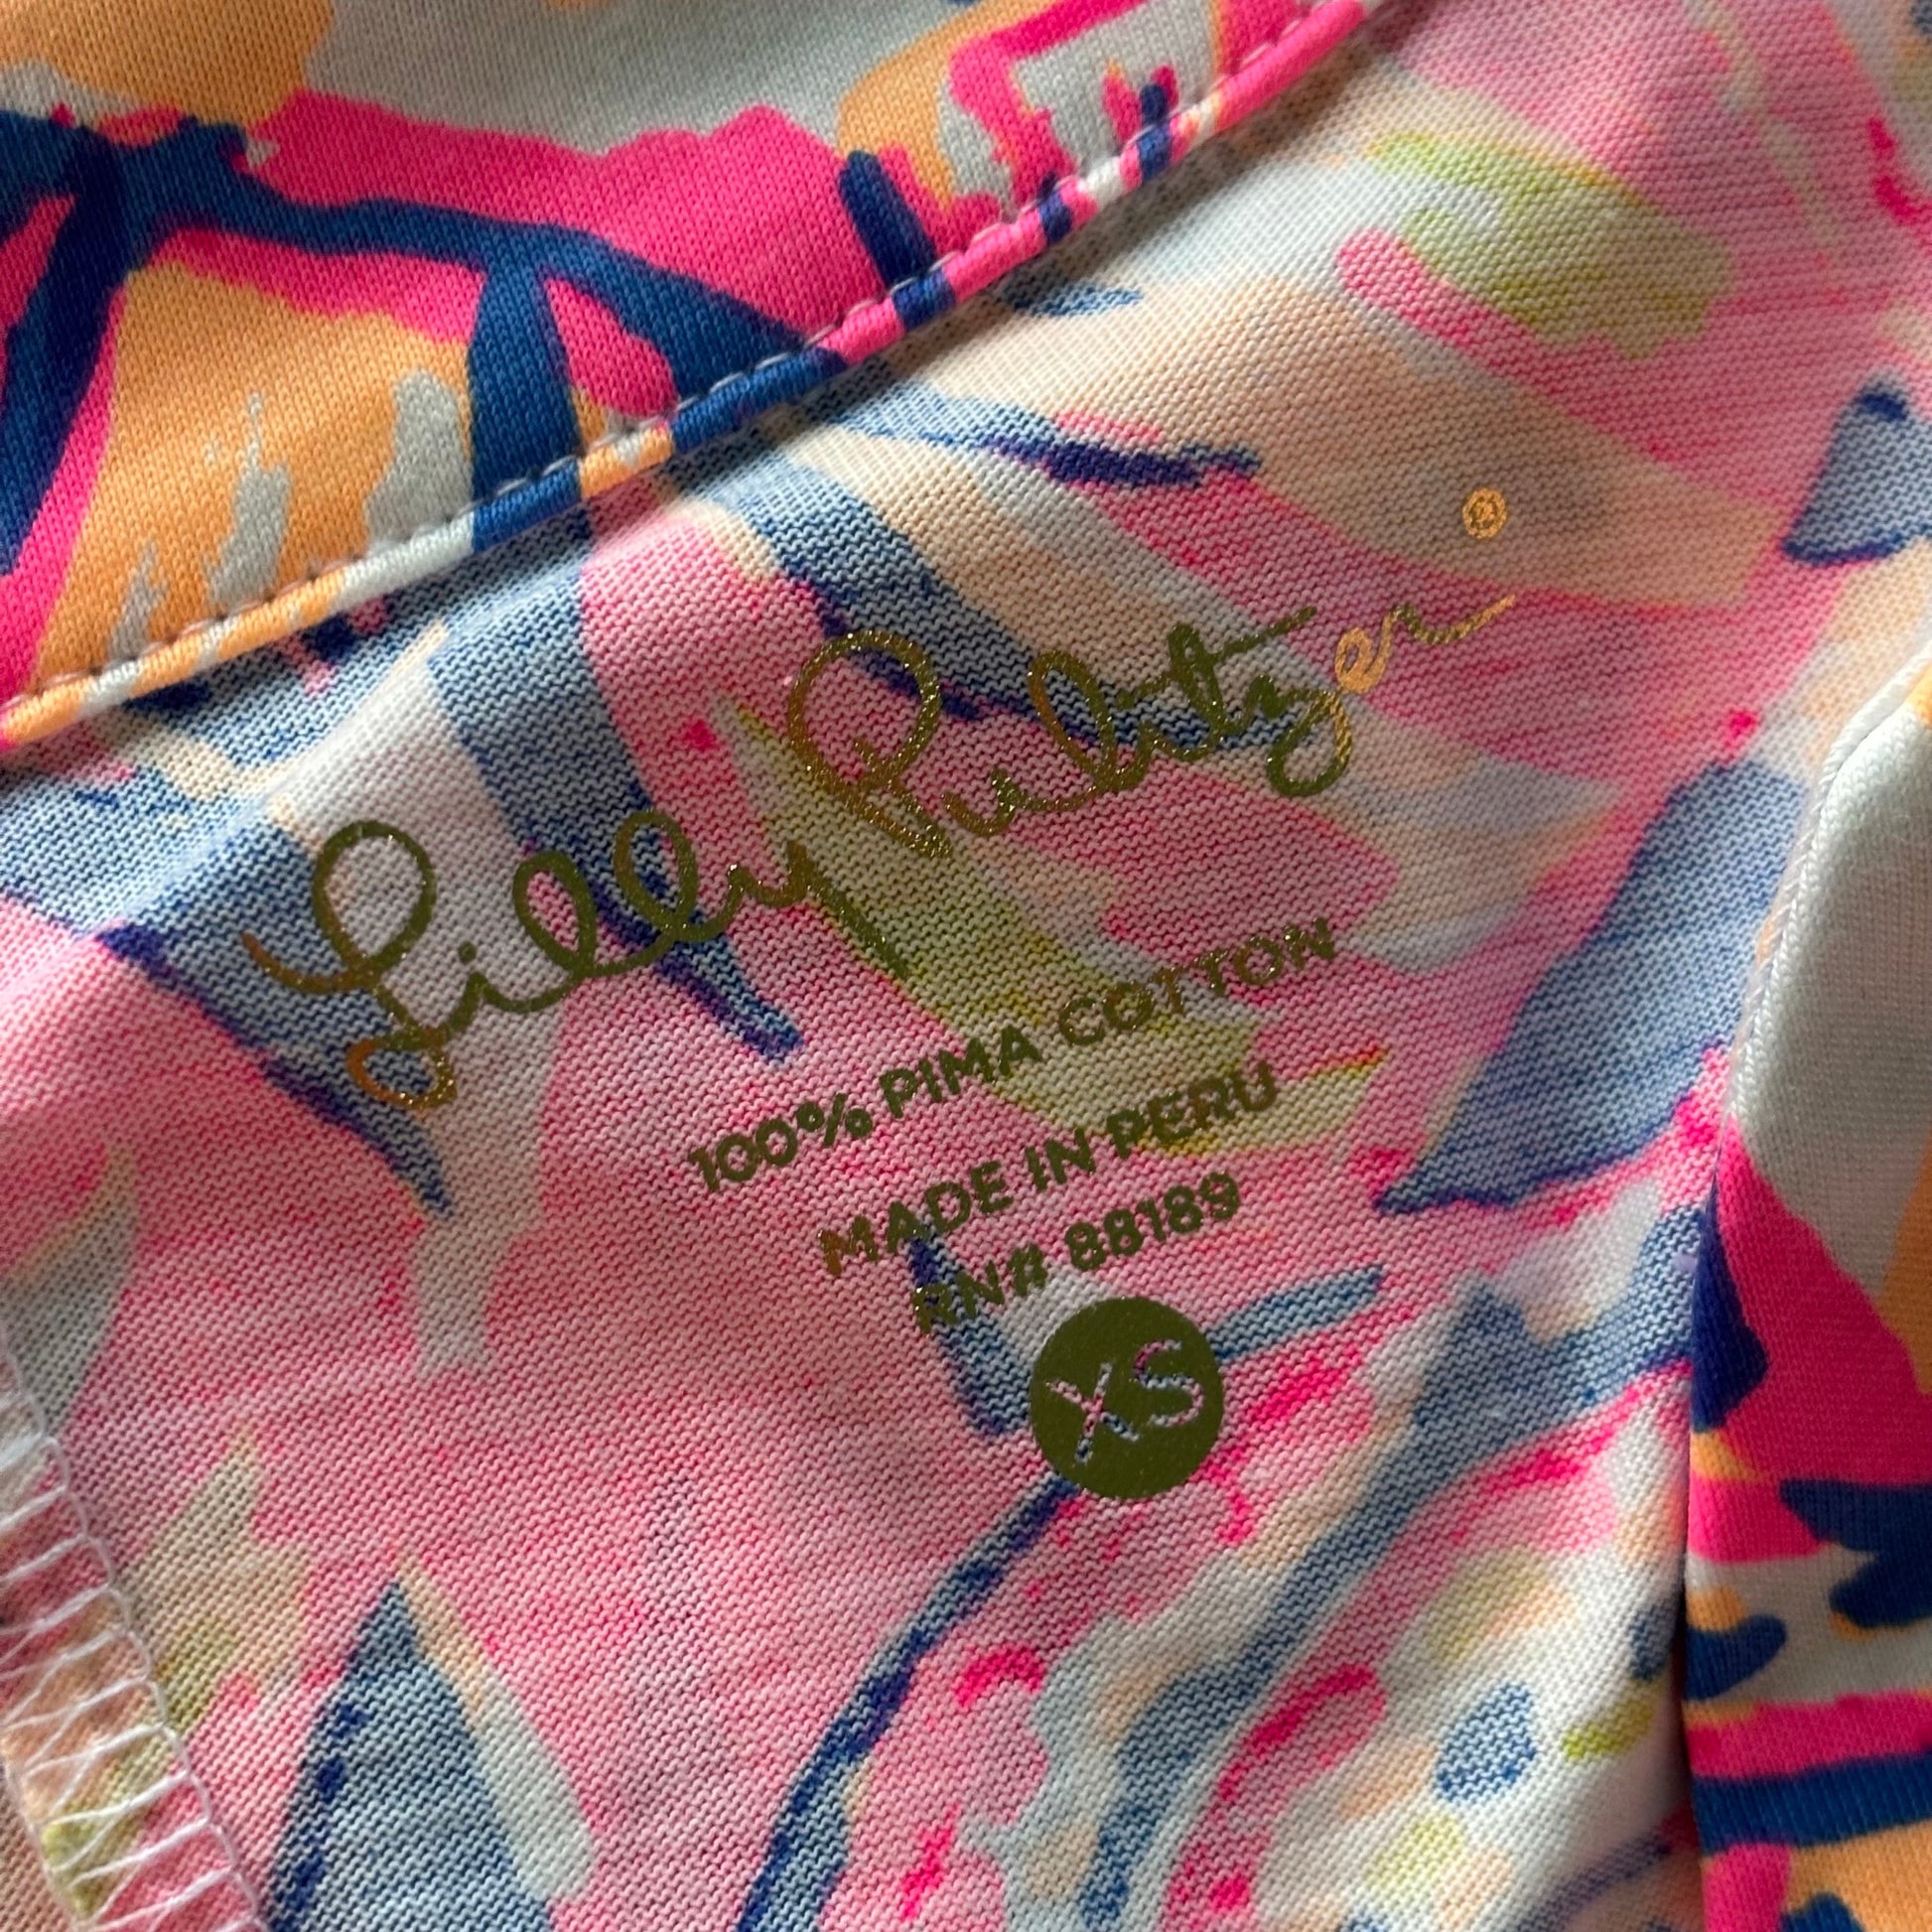 Lilly Pulitzer®
100% PIMA COTTON
MADE IN PERU
RN# 88189
XS